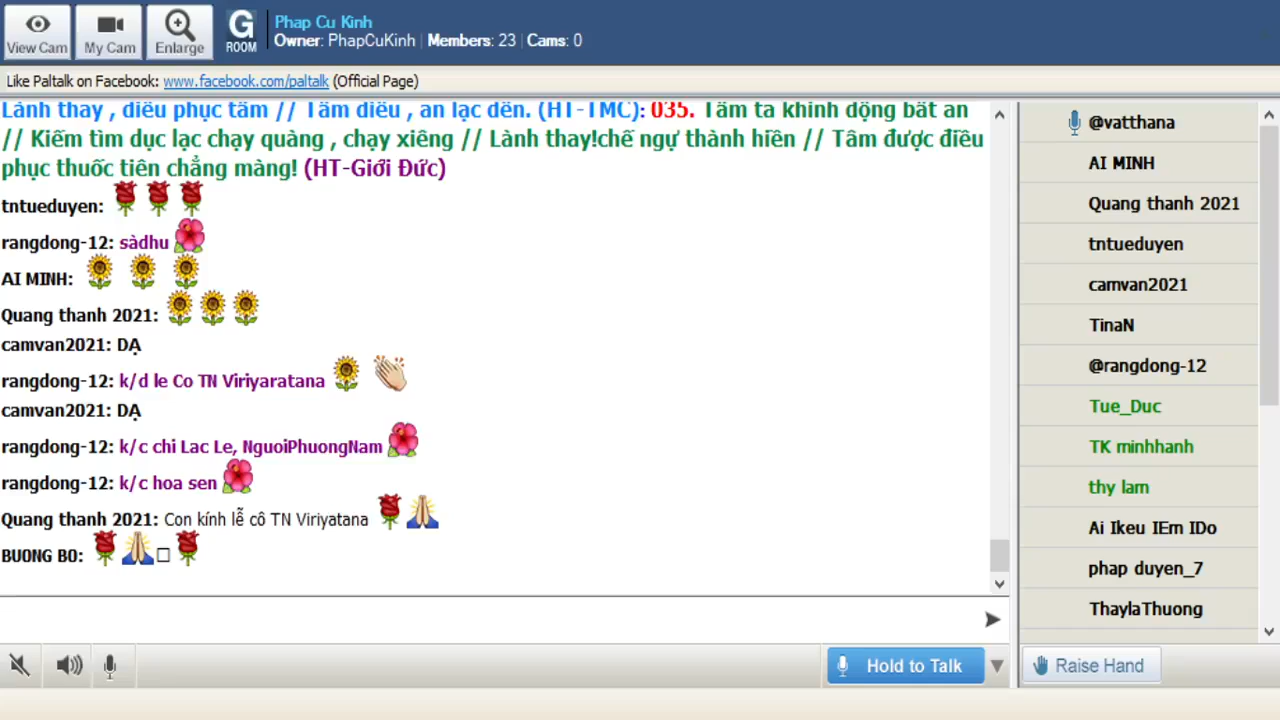 View Cam
My Cam
Enlarge
G
ROOM
Phap Cu Kinh
Owner: PhapCuKinh | Members: 23 | Cams: 0
Like Paltalk on Facebook: www.facebook.com/paltalk (Official Page)
Lành thay , điều phục tâm // Tâm điều , an lạc đến. (HT-TMC): 035. Tâm ta khinh động bất an
// Kiếm tìm dục lạc chạy quàng , chạy xiêng // Lành thay!chế ngự thành hiền // Tâm được điều
phục thuốc tiên chẳng màng! (HT-Giới Đức)
tntueduyen:
rangdong-12: sàdhu
AI MINH:
Quang thanh 2021:
camvan2021: DẠ
rangdong-12: k/d le Co TN Viriyaratana
camvan2021: DẠ
rangdong-12: k/c chi Lac Le, NguoiPhuongNam
rangdong-12: k/c hoa sen
Quang thanh 2021: Con kính lễ cô TN Viriyatana
BUONG BO:
Hold to Talk
@vatthana
AI MINH
Quang thanh 2021
tntueduyen
camvan2021
TinaN
@rangdong-12
Tue_Duc
TK minhhanh
thy lam
Ai Ikeu IEm IDo
phap duyen_7
ThaylaThuong
Raise Hand